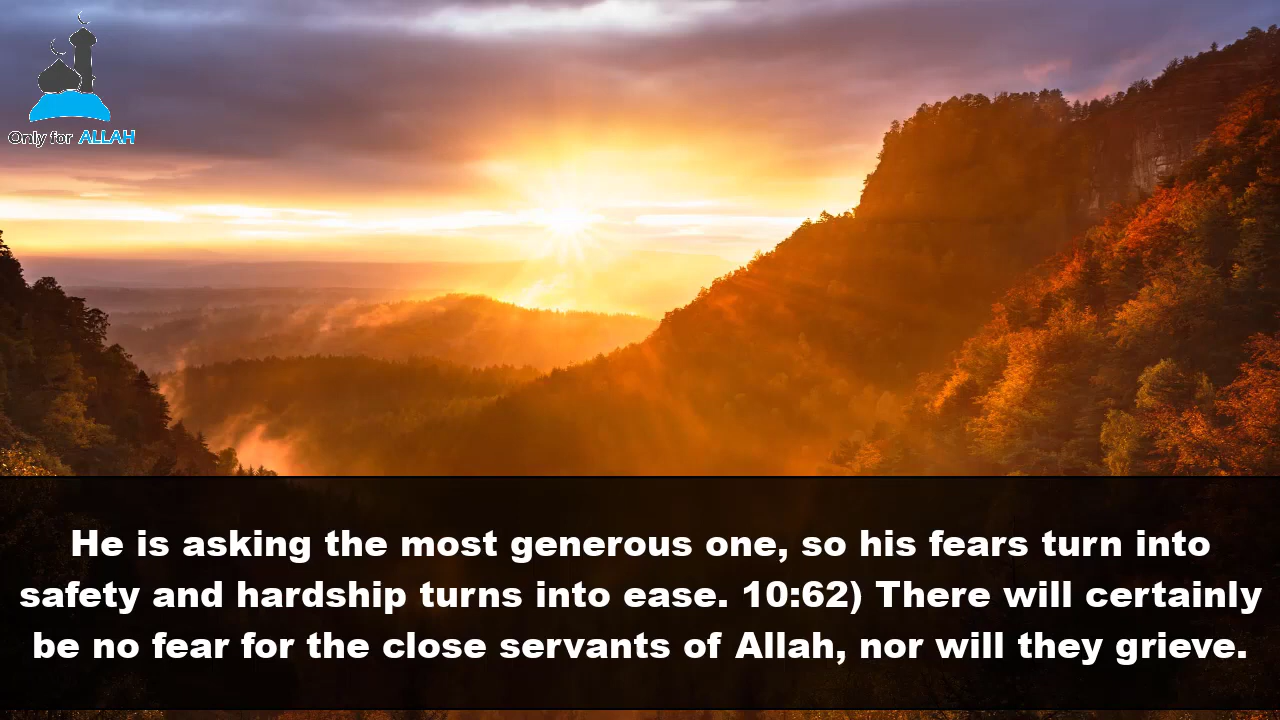 Only for ALLAH
He is asking the most generous one, so his fears turn into
safety and hardship turns into ease. 10:62) There will certainly
be no fear for the close servants of Allah, nor will they grieve.